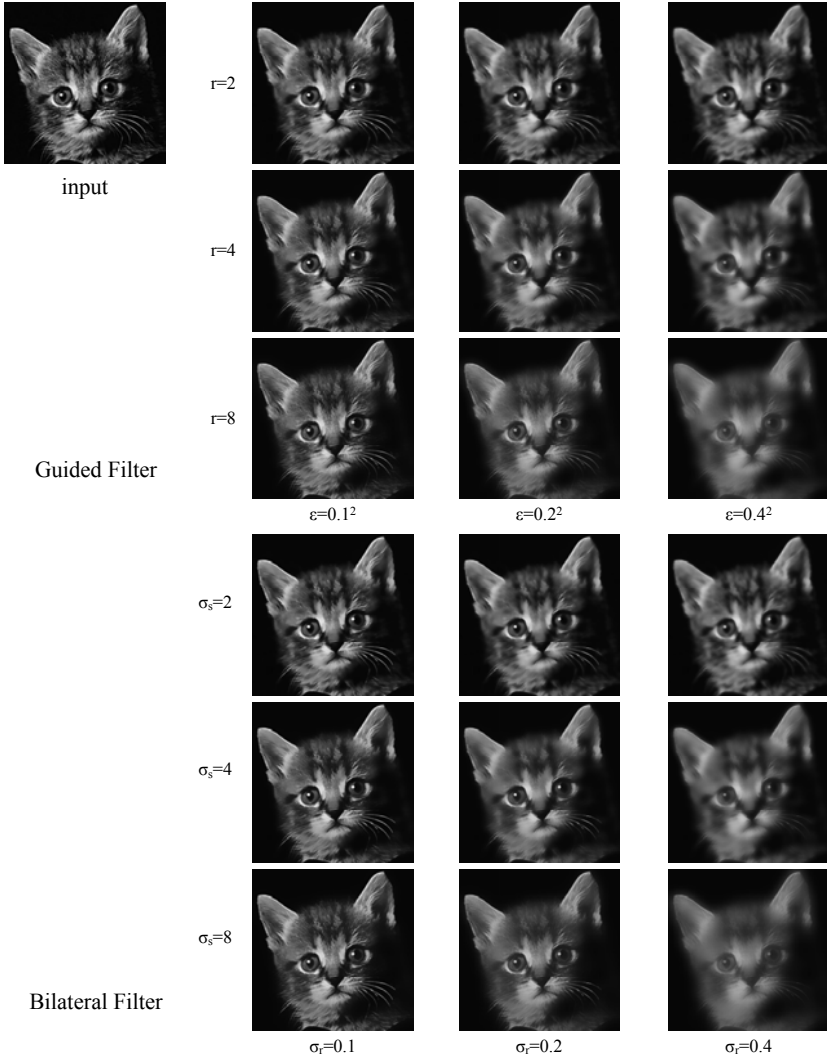 input
r=2
r=4
r=8
Guided Filter
ε=0.1²
ε=0.2²
ε=0.4²
σₛ=2
σₛ=4
σₛ=8
Bilateral Filter
σᵣ=0.1
σᵣ=0.2
σᵣ=0.4